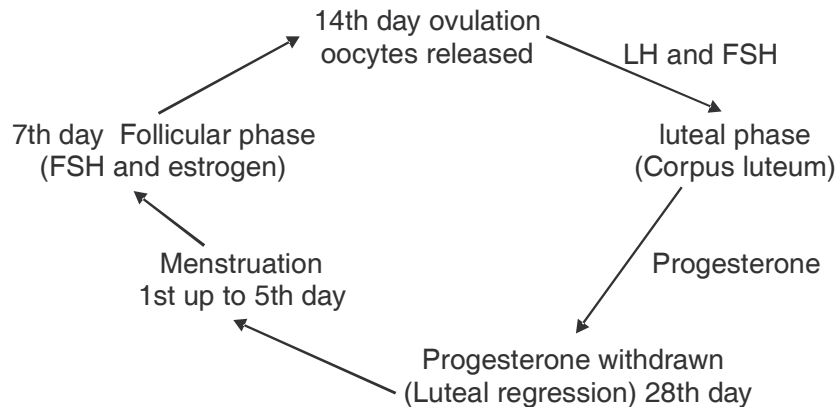 14th day ovulation
oocytes released
LH and FSH
7th day Follicular phase
(FSH and estrogen)
luteal phase
(Corpus luteum)
Menstruation
1st up to 5th day
Progesterone
Progesterone withdrawn
(Luteal regression) 28th day